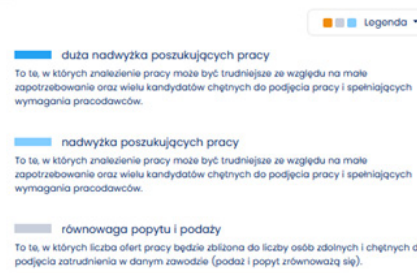 Legenda
duża nadwyżka poszukujących pracy
To te, w których znalezienie pracy może być trudniejsze ze względu na małe
zapotrzebowanie oraz wielu kandydatów chętnych do podjęcia pracy i spełniających
wymagania pracodawców.
nadwyżka poszukujących pracy
To te, w których znalezienie pracy może być trudniejsze ze względu na małe
zapotrzebowanie oraz wielu kandydatów chętnych do podjęcia pracy i spełniających
wymagania pracodawców.
równowaga popytu i podaży
To te, w których liczba ofert pracy będzie zbliżona do liczby osób zdolnych i chętnych d
podjęcia zatrudnienia w danym zawodzie (podaż i popyt zrównoważą się).